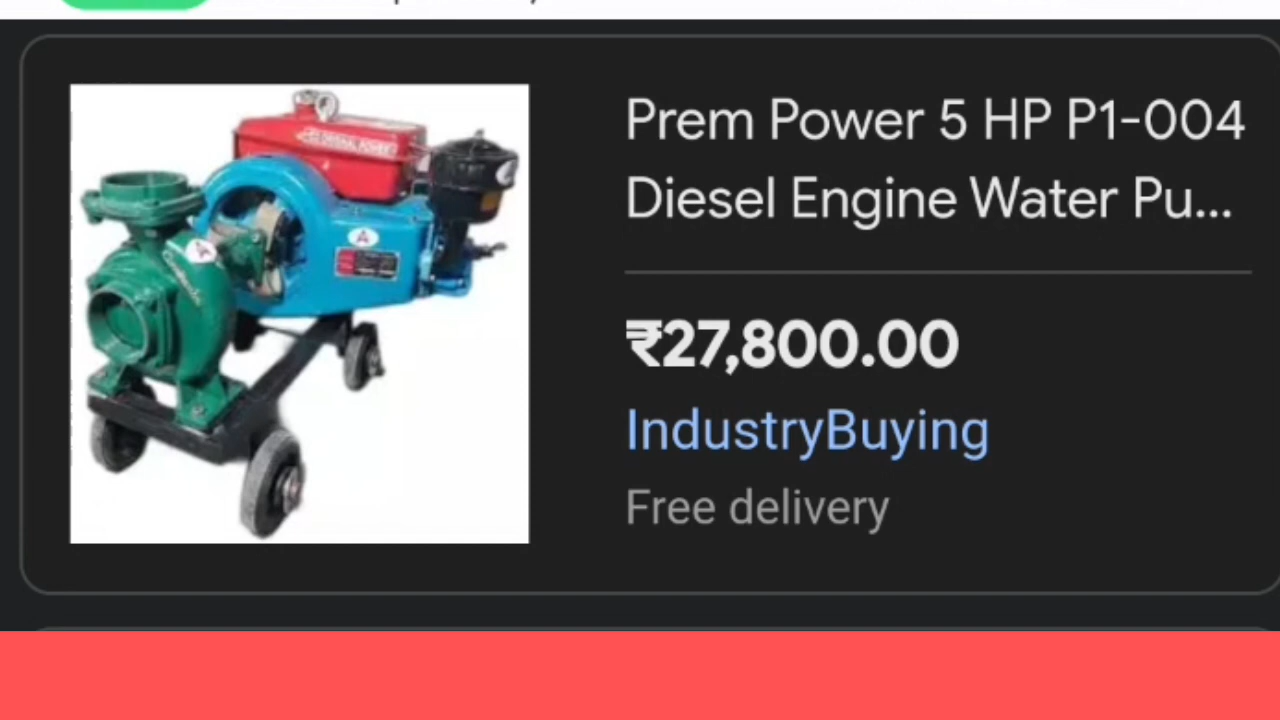 Prem Power 5 HP P1-004
Diesel Engine Water Pu...
₹27,800.00
IndustryBuying
Free delivery
A
A